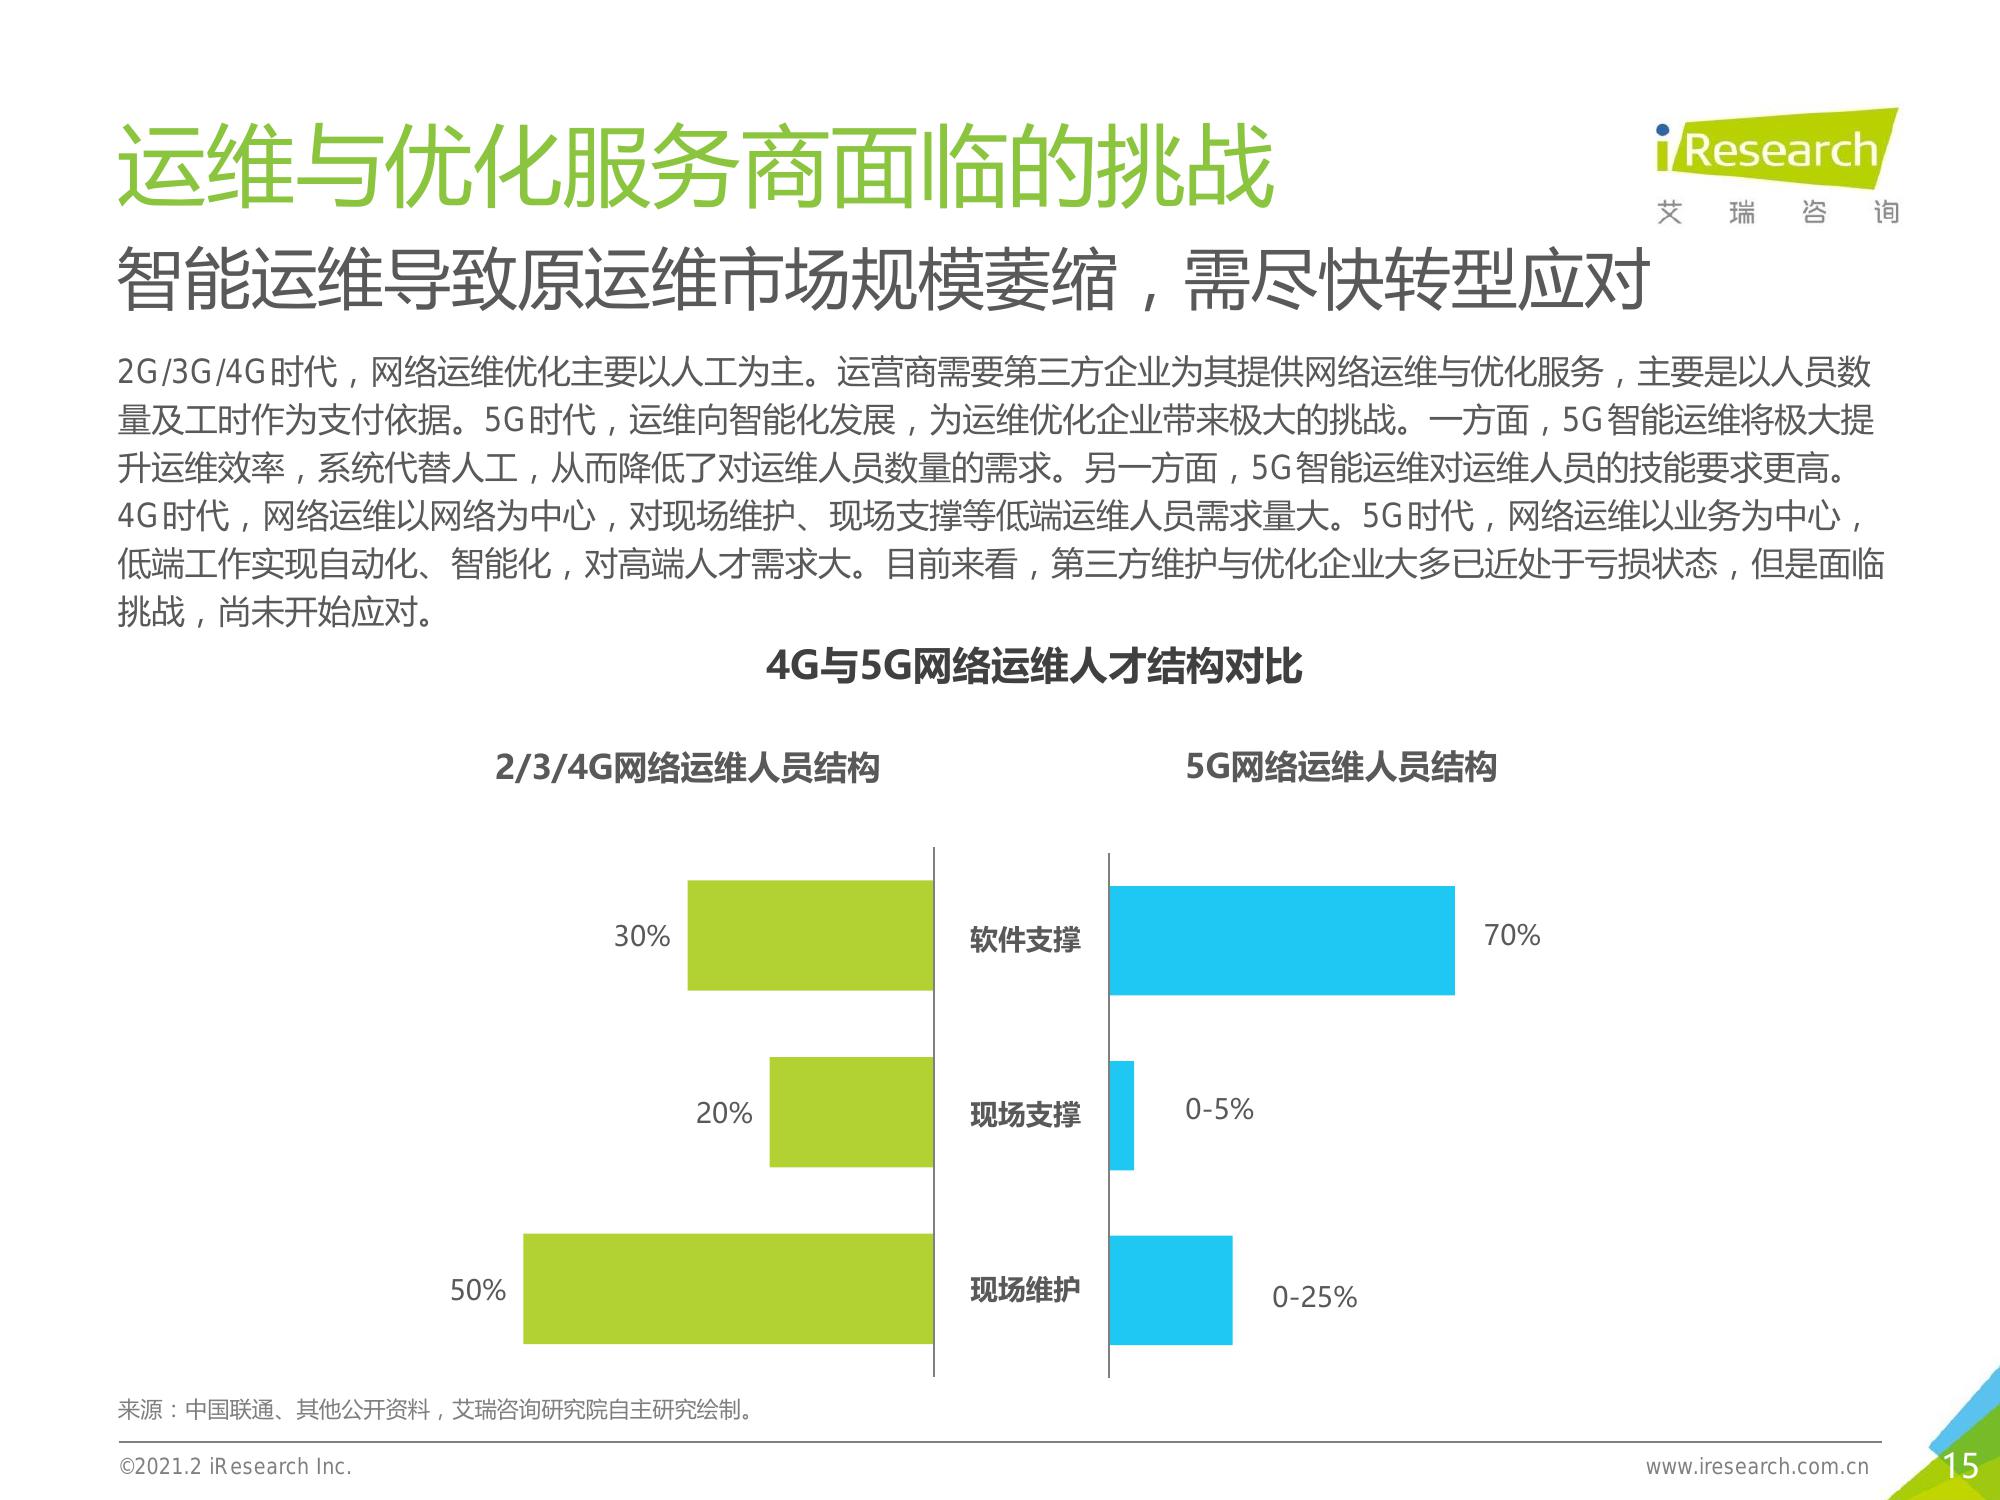 运维与优化服务商面临的挑战
iResearch
艾瑞咨询
智能运维导致原运维市场规模萎缩，需尽快转型应对
2G/3G/4G时代，网络运维优化主要以人工为主。运营商需要第三方企业为其提供网络运维与优化服务，主要是以人员数
量及工时作为支付依据。5G时代，运维向智能化发展，为运维优化企业带来极大的挑战。一方面，5G智能运维将极大提
升运维效率，系统代替人工，从而降低了对运维人员数量的需求。另一方面，5G智能运维对运维人员的技能要求更高。
4G时代，网络运维以网络为中心，对现场维护、现场支撑等低端运维人员需求量大。5G时代，网络运维以业务为中心，
低端工作实现自动化、智能化，对高端人才需求大。目前来看，第三方维护与优化企业大多已近处于亏损状态，但是面临
挑战，尚未开始应对。
4G与5G网络运维人才结构对比
2/3/4G网络运维人员结构
5G网络运维人员结构
30%
软件支撑
70%
20%
现场支撑
0-5%
50%
现场维护
0-25%
来源：中国联通、其他公开资料，艾瑞咨询研究院自主研究绘制。
©2021.2 iResearch Inc.
www.iresearch.com.cn
15